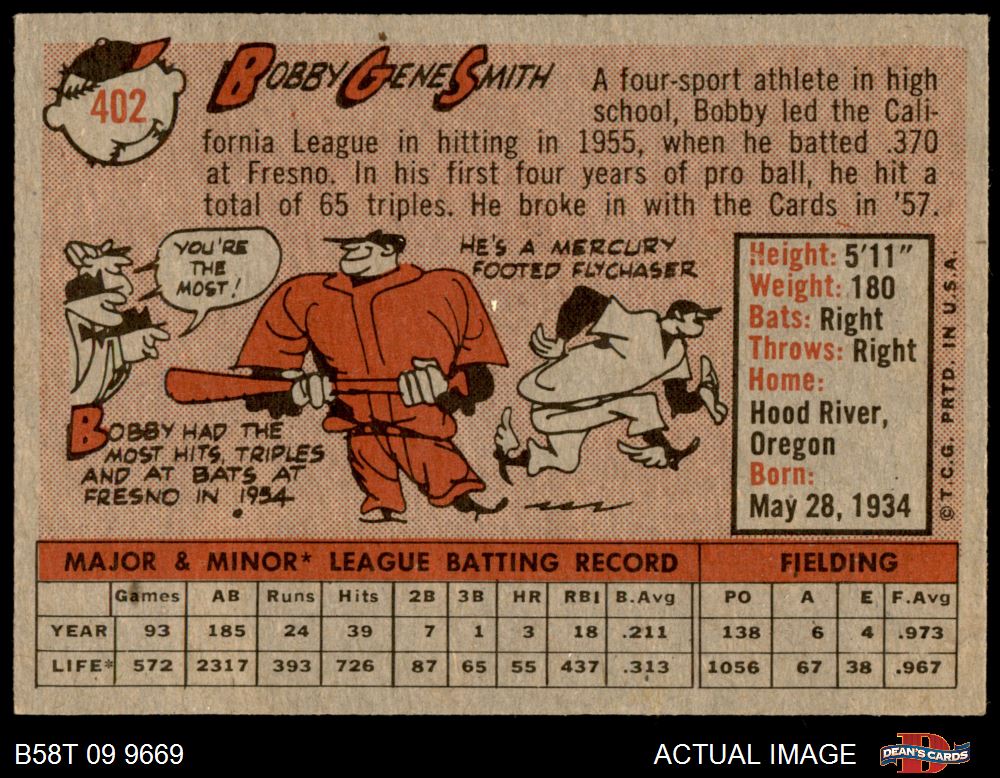 402
BOBBY GENE SMITH
A four-sport athlete in high
school, Bobby led the Cali-
fornia League in hitting in 1955, when he batted .370
at Fresno. In his first four years of pro ball, he hit a
total of 65 triples. He broke in with the Cards in '57.
YOU'RE
THE
MOST!
HE'S A MERCURY
FOOTED FLYCHASER
BOBBY HAD THE
MOST HITS, TRIPLES
AND AT BATS AT
FRESNO IN 1954
Height: 5'11"
Weight: 180
Bats: Right
Throws: Right
Home:
Hood River,
Oregon
Born:
May 28, 1934
©T.C.G. PRTD. IN U.S.A.
MAJOR & MINOR* LEAGUE BATTING RECORD FIELDING
Games AB Runs Hits 2B 3B HR RBI B.Avg PO A E F.Avg
YEAR 93 185 24 39 7 1 3 18 .211 138 6 4 .973
LIFE* 572 2317 393 726 87 65 55 437 .313 1056 67 38 .967
B58T 09 9669
ACTUAL IMAGE
D
DEAN'S CARDS